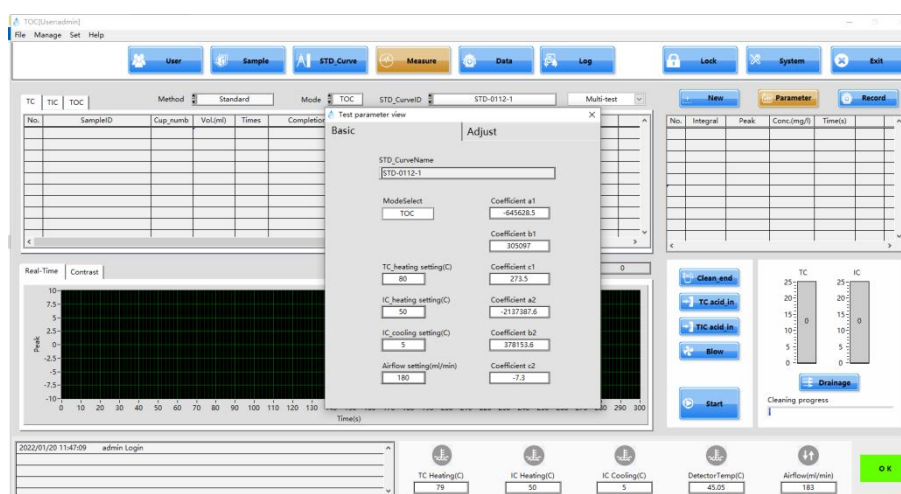 TOC[User:admin]
File Manage Set Help
User Sample STD_Curve Measure Data Log Lock System Exit
TC TIC TOC Method Standard Mode TOC STD_CurveID STD-0112-1 Multi-test New Parameter Record
No. SampleID Cup_numb Vol.(ml) Times Completion
No. Integral Peak Conc.(mg/l) Time(s)
Test parameter view
Basic Adjust
STD_CurveName
STD-0112-1
ModeSelect Coefficient a1
TOC -645628.5
Coefficient b1
305097
TC_heating setting(C) Coefficient c1
80 273.5
IC_heating setting(C) Coefficient a2
50 -2137387.6
IC_cooling setting(C) Coefficient b2
5 378153.6
Airflow setting(ml/min) Coefficient c2
180 -7.3
Real-Time Contrast 0
Peak
10
7.5
5
2.5
0
-2.5
-5
-7.5
-10
0 10 20 30 40 50 60 70 80 90 100 110 120 130 290 300
Time(s)
Clean_end
TC acid_in
TIC acid_in
Blow
Start
TC IC
25 25
20 20
15 15
0 0
10 10
5 5
0 0
Drainage
Cleaning progress
2022/01/20 11:47:09 admin Login
TC Heating(C) IC Heating(C) IC Cooling(C) DetectorTemp(C) Airflow(ml/min)
79 50 5 45.05 183
OK